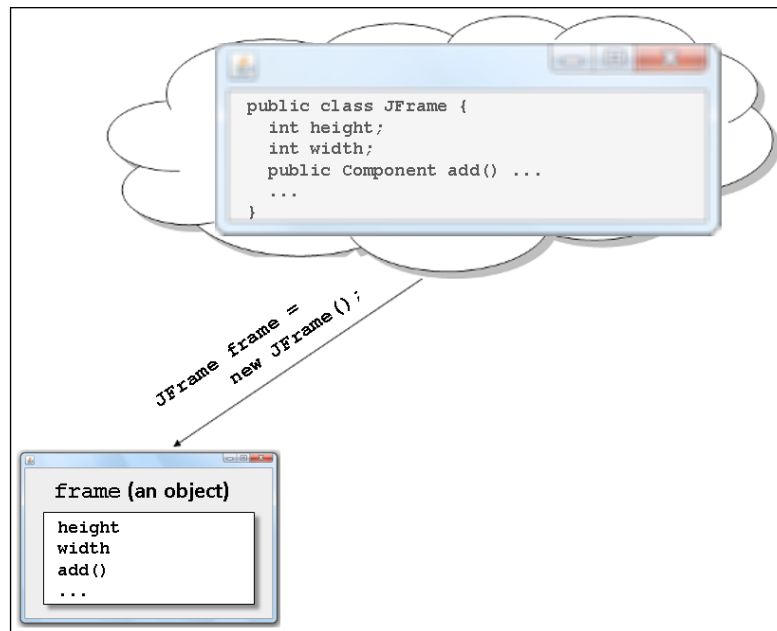 public class JFrame {
int height;
int width;
public Component add() ...
...
}
JFrame frame =
new JFrame();
frame (an object)
height
width
add()
...